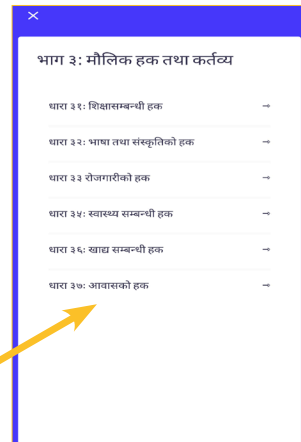 भाग ३: मौलिक हक तथा कर्तव्य
धारा ३१: शिक्षासम्बन्धी हक
धारा ३२: भाषा तथा संस्कृतिको हक
धारा ३३ रोजगारीको हक
धारा ३५: स्वास्थ्य सम्बन्धी हक
धारा ३६: खाद्य सम्बन्धी हक
धारा ३७: आवासको हक